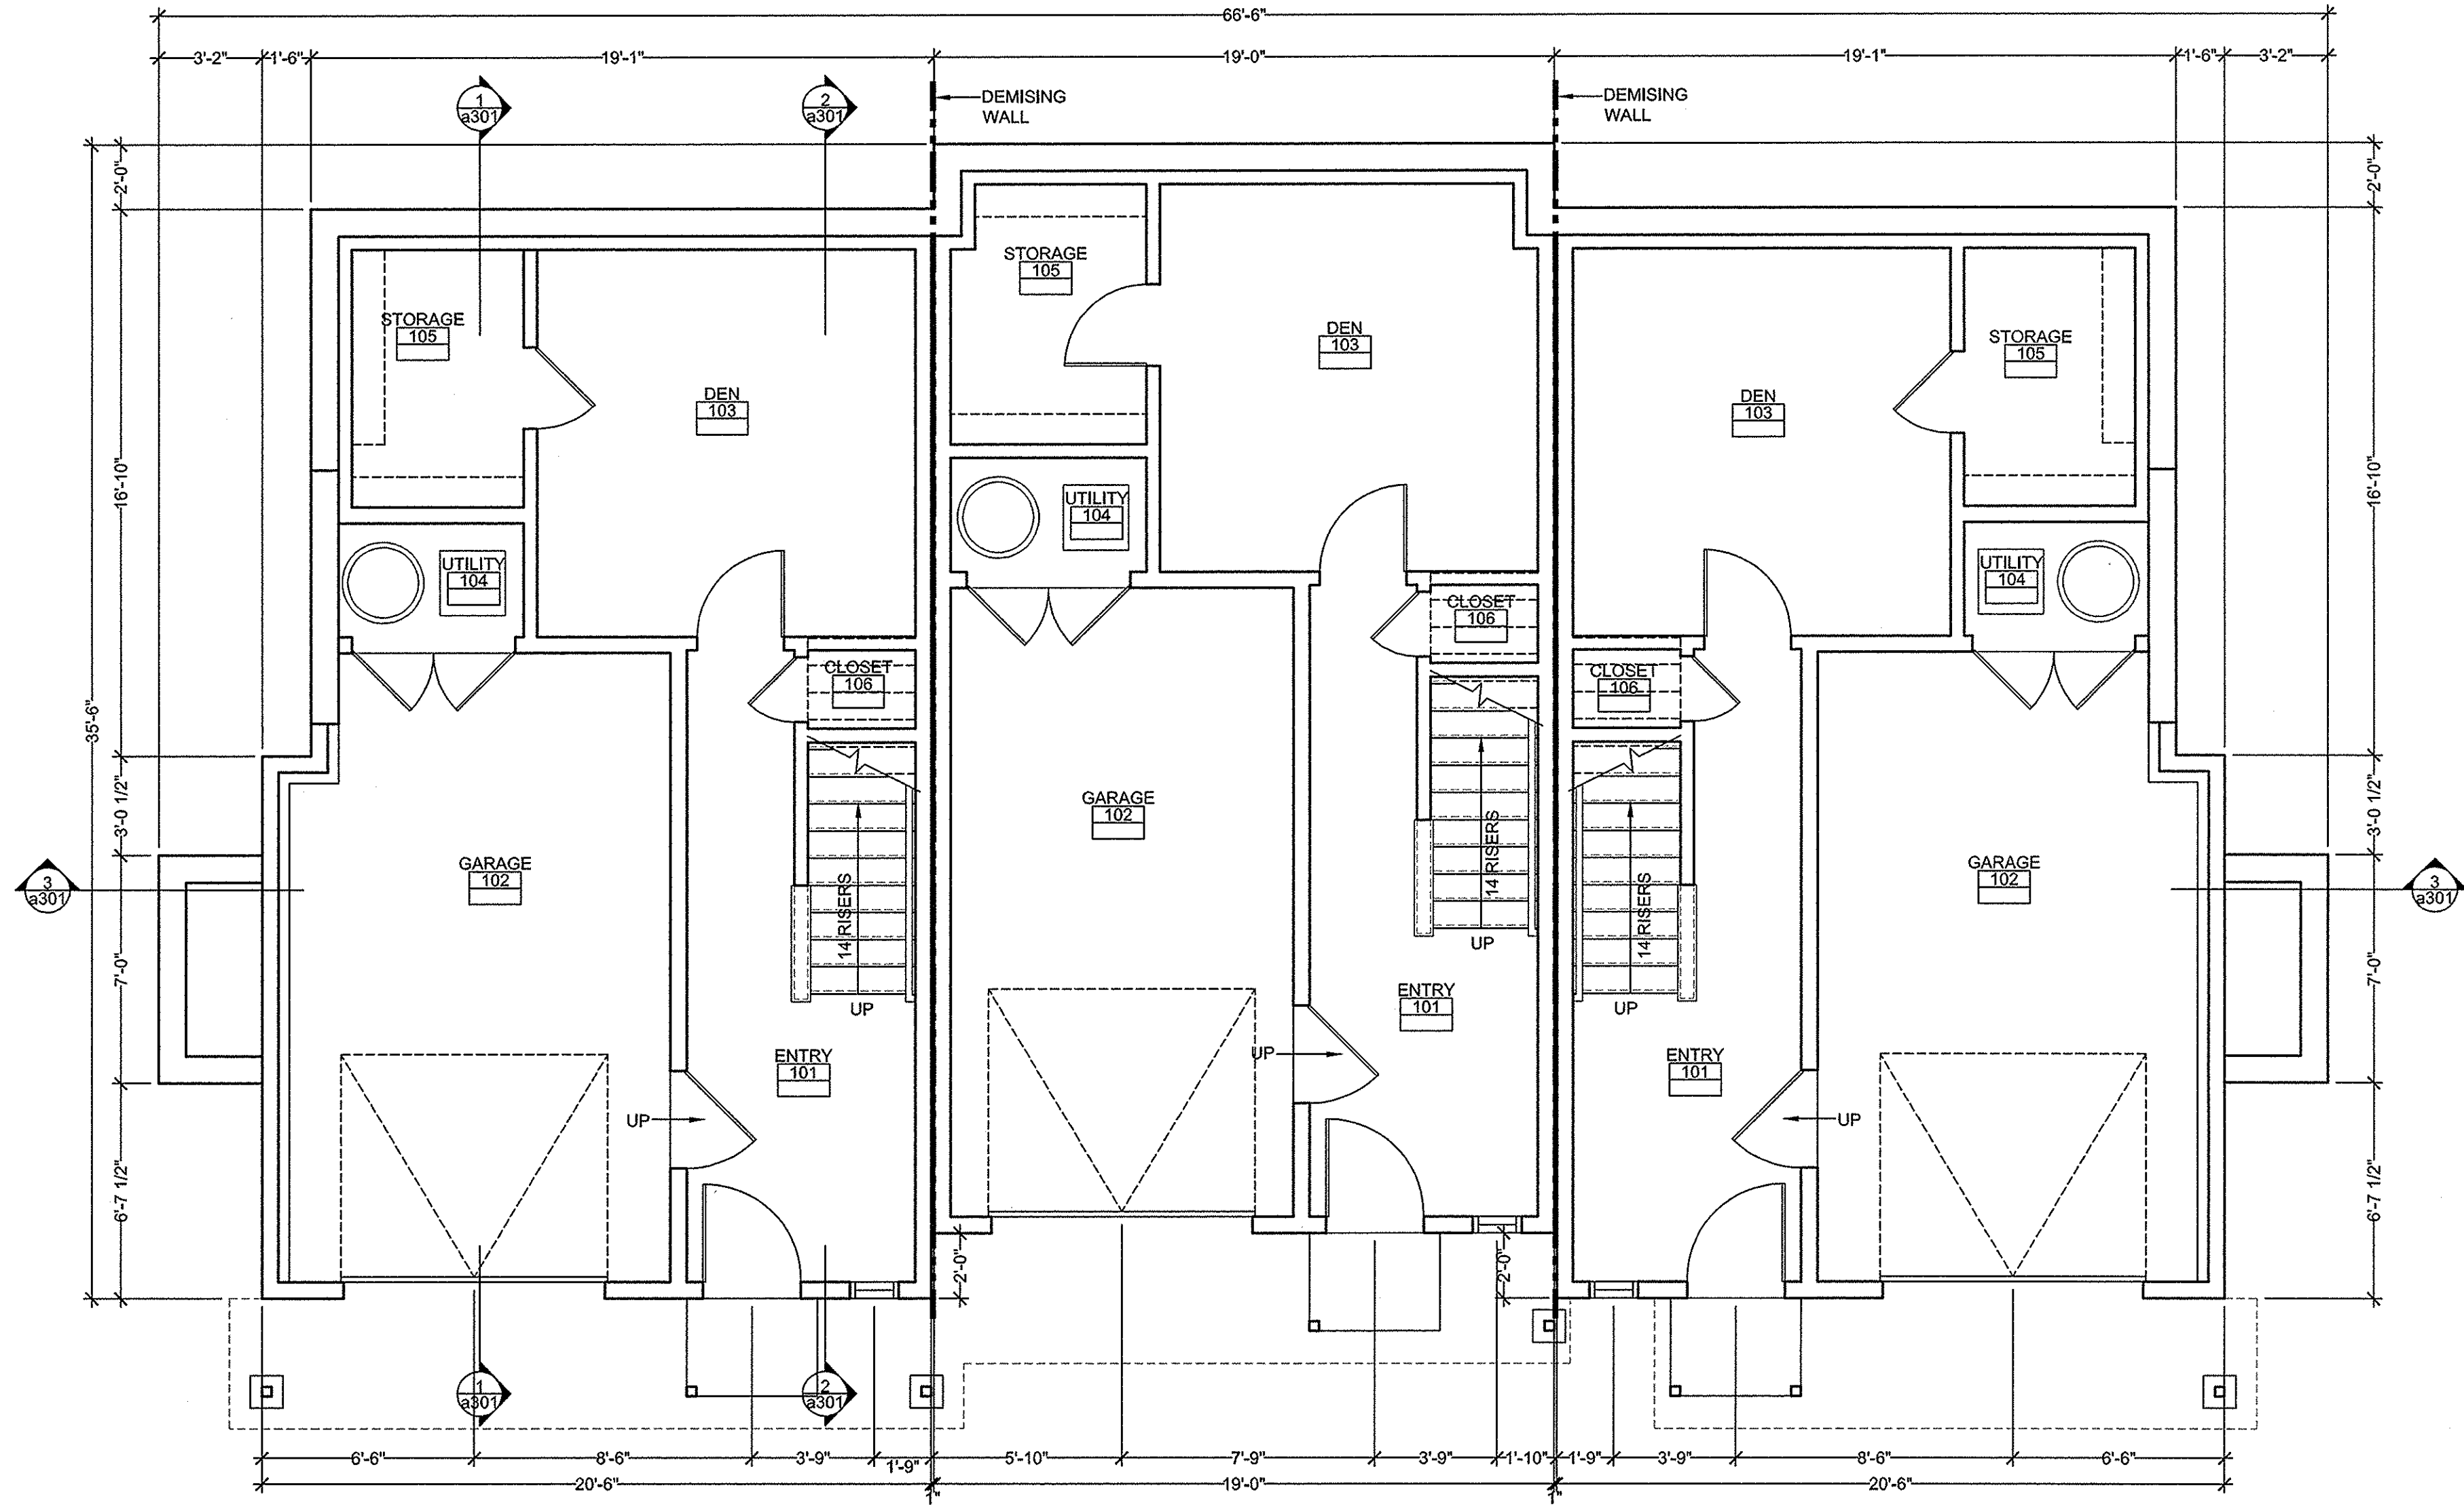 66'-6"
3'-2"
1'-6"
19'-1"
19'-0"
19'-1"
1'-6"
3'-2"
1
a301
2
a301
DEMISING
WALL
DEMISING
WALL
2'-0"
16'-10"
35'-6"
3'-0 1/2"
7'-0"
6'-7 1/2"
2'-0"
16'-10"
3'-0 1/2"
7'-0"
6'-7 1/2"
3
a301
3
a301
STORAGE
105
DEN
103
UTILITY
104
CLOSET
106
GARAGE
102
14 RISERS
UP
ENTRY
101
UP
STORAGE
105
DEN
103
UTILITY
104
CLOSET
106
GARAGE
102
14 RISERS
UP
ENTRY
101
UP
2'-0"
2'-0"
DEN
103
STORAGE
105
UTILITY
104
CLOSET
106
GARAGE
102
14 RISERS
UP
ENTRY
101
UP
1
a301
2
a301
6'-6"
8'-6"
3'-9"
1'-9"
5'-10"
7'-9"
3'-9"
1'-10"
1'-9"
3'-9"
8'-6"
6'-6"
20'-6"
1"
19'-0"
1"
20'-6"